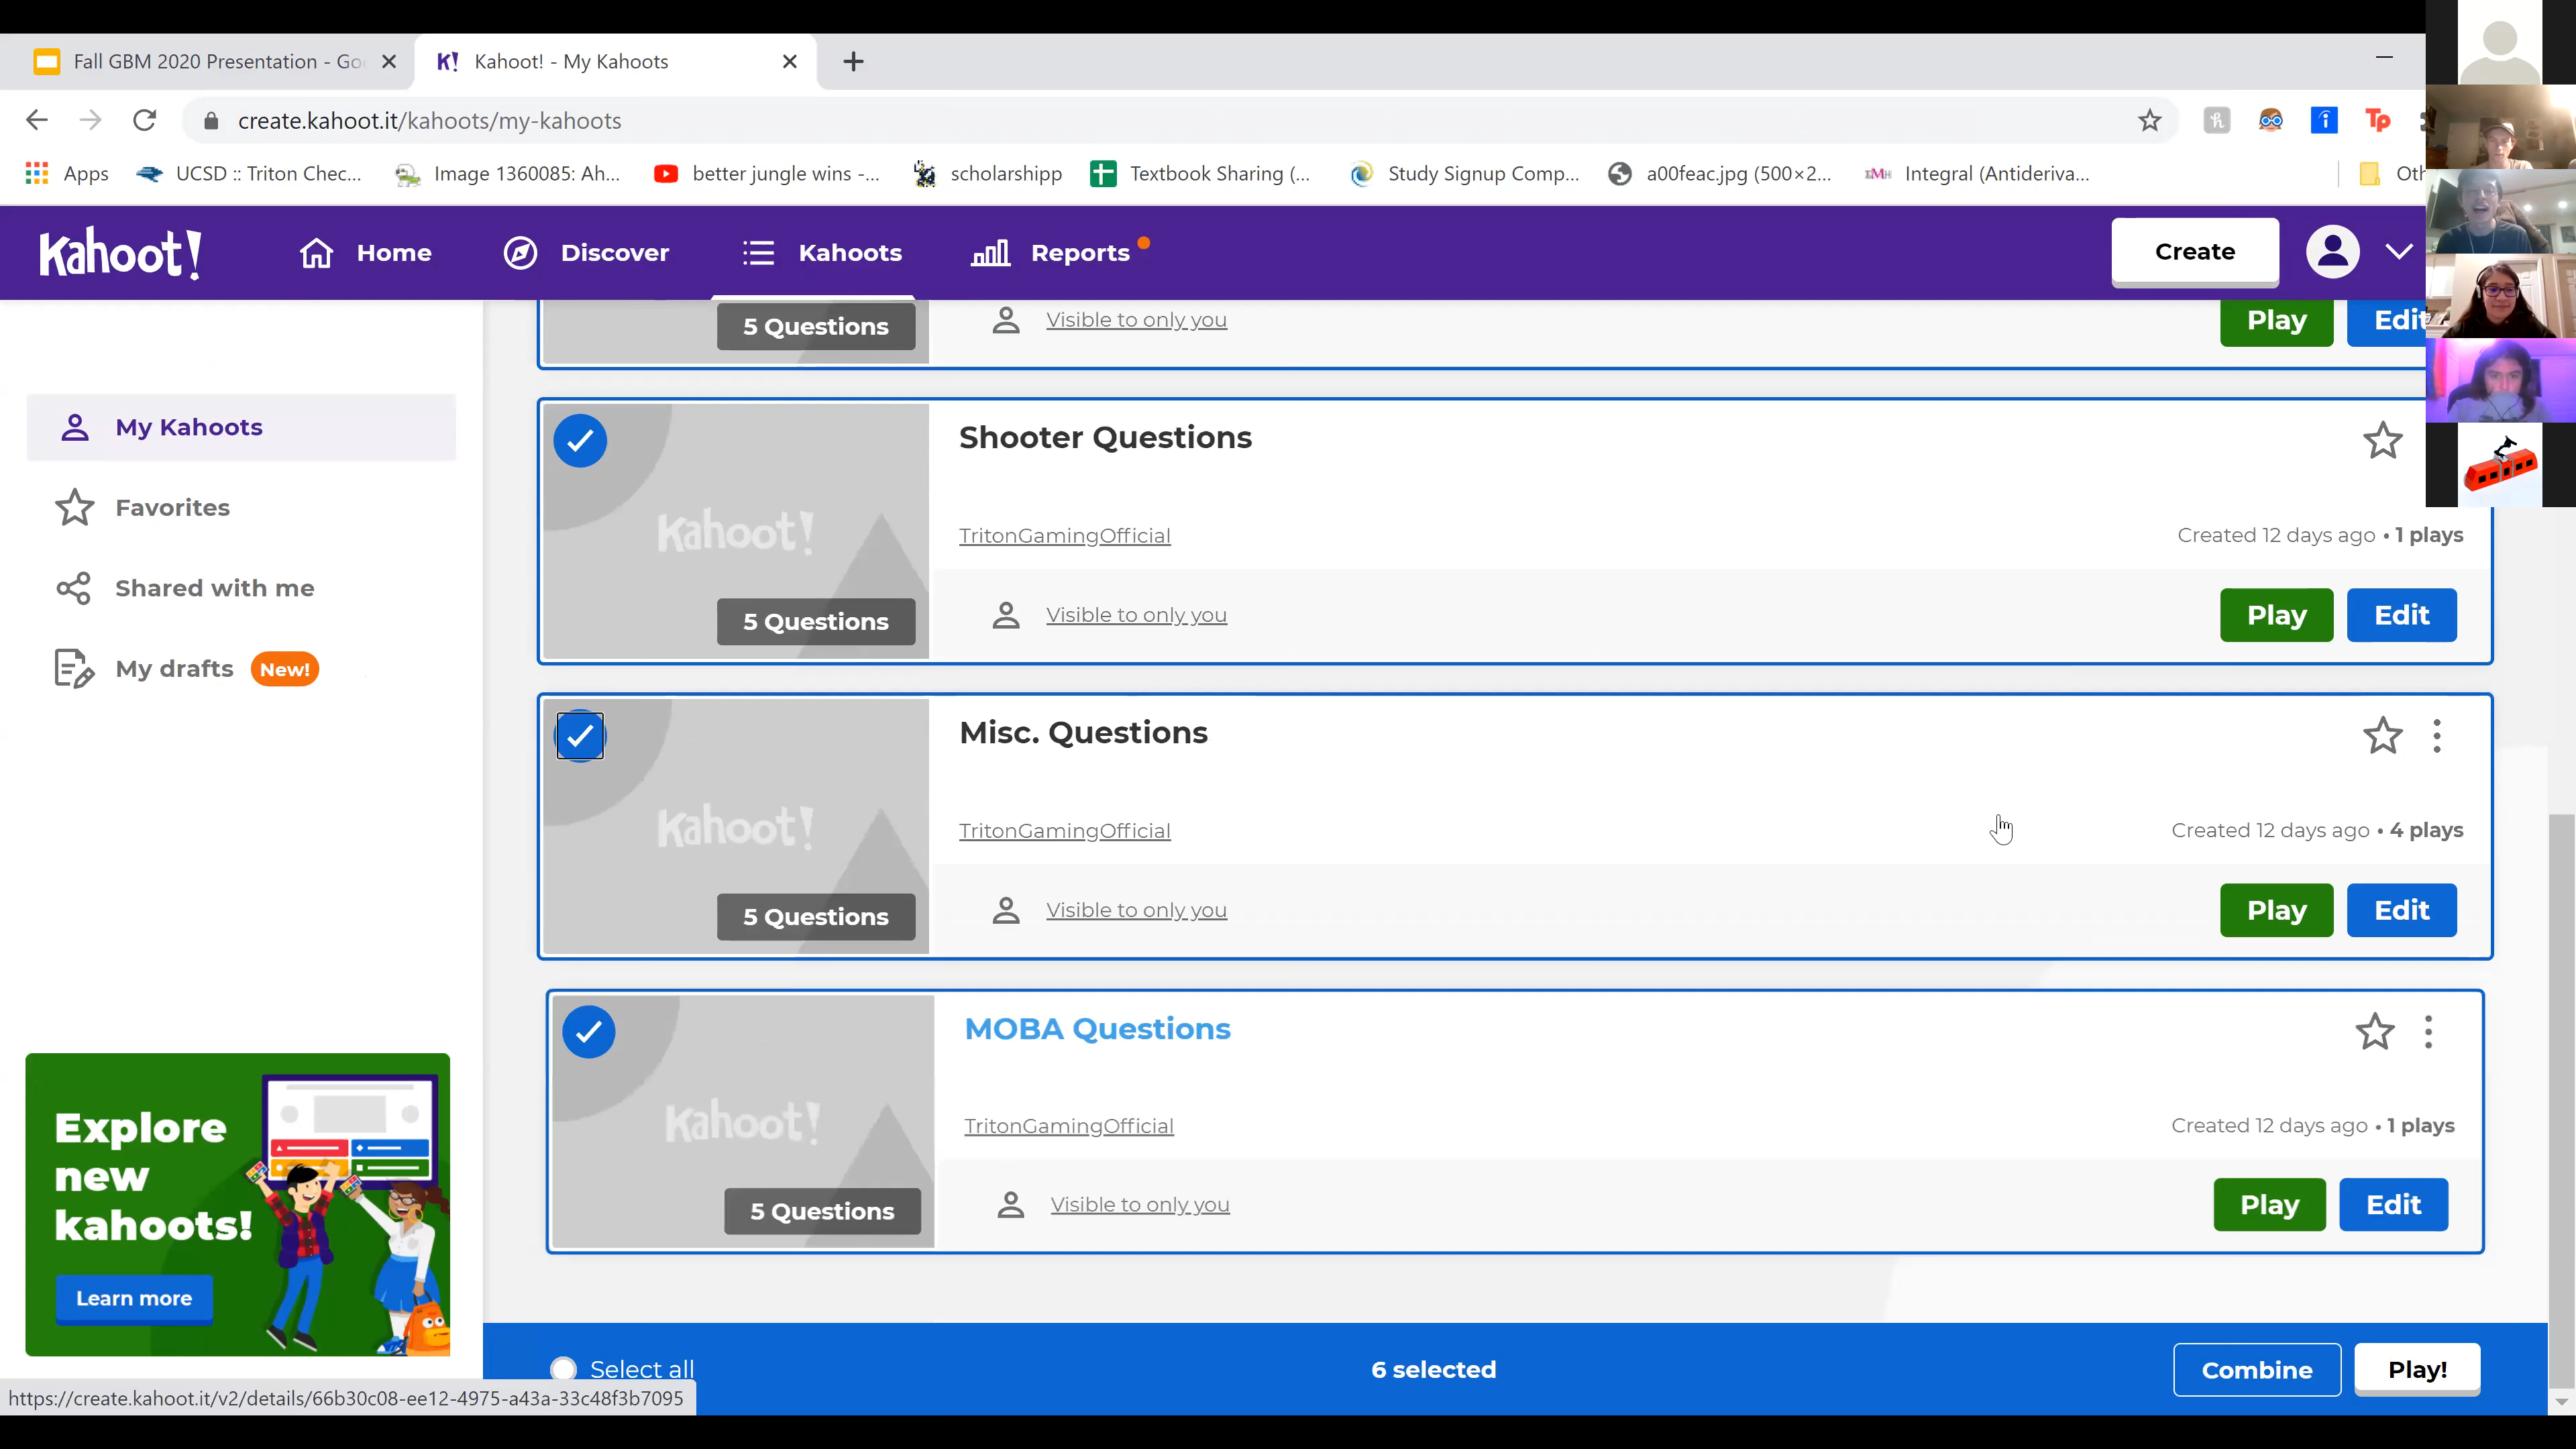 Fall GBM 2020 Presentation - Go
Kahoot! - My Kahoots
create.kahoot.it/kahoots/my-kahoots
Apps
UCSD :: Triton Chec...
Image 1360085: Ah...
better jungle wins -...
scholarshipp
Textbook Sharing (...
Study Signup Comp...
a00feac.jpg (500×2...
Integral (Antideriva...
Oth
Kahoot!
Home
Discover
Kahoots
Reports
Create
5 Questions
Visible to only you
Play
Edit
My Kahoots
Favorites
Shared with me
My drafts
New!
Kahoot!
5 Questions
Shooter Questions
TritonGamingOfficial
Created 12 days ago • 1 plays
Visible to only you
Play
Edit
Kahoot!
5 Questions
Misc. Questions
TritonGamingOfficial
Created 12 days ago • 4 plays
Visible to only you
Play
Edit
Kahoot!
5 Questions
MOBA Questions
TritonGamingOfficial
Created 12 days ago • 1 plays
Visible to only you
Play
Edit
Explore
new
kahoots!
Learn more
Select all
6 selected
Combine
Play!
https://create.kahoot.it/v2/details/66b30c08-ee12-4975-a43a-33c48f3b7095